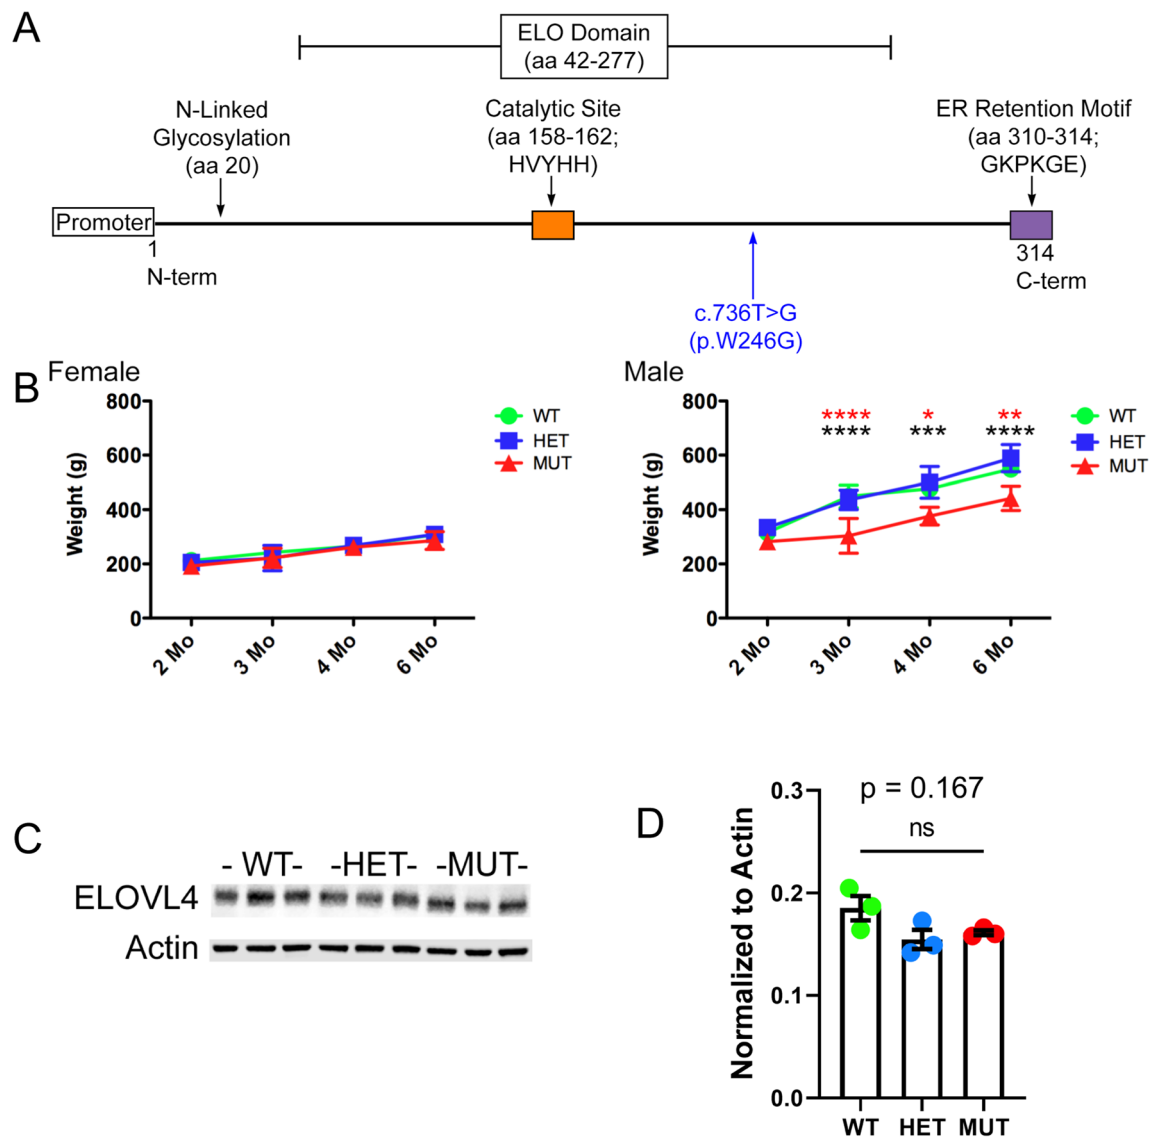 A
ELO Domain
(aa 42-277)
N-Linked
Glycosylation
(aa 20)
Catalytic Site
(aa 158-162;
HVYHH)
ER Retention Motif
(aa 310-314;
GKPKGE)
Promoter
1
N-term
314
C-term
c.736T>G
(p.W246G)
B
Female
800
600
400
200
0
Weight (g)
2 Mo
3 Mo
4 Mo
6 Mo
WT
HET
MUT
Male
800
600
400
200
0
Weight (g)
**** * **
**** *** ****
2 Mo
3 Mo
4 Mo
6 Mo
WT
HET
MUT
C
- WT- -HET- -MUT-
ELOVL4
Actin
D
p = 0.167
ns
0.3
0.2
0.1
0.0
Normalized to Actin
WT HET MUT